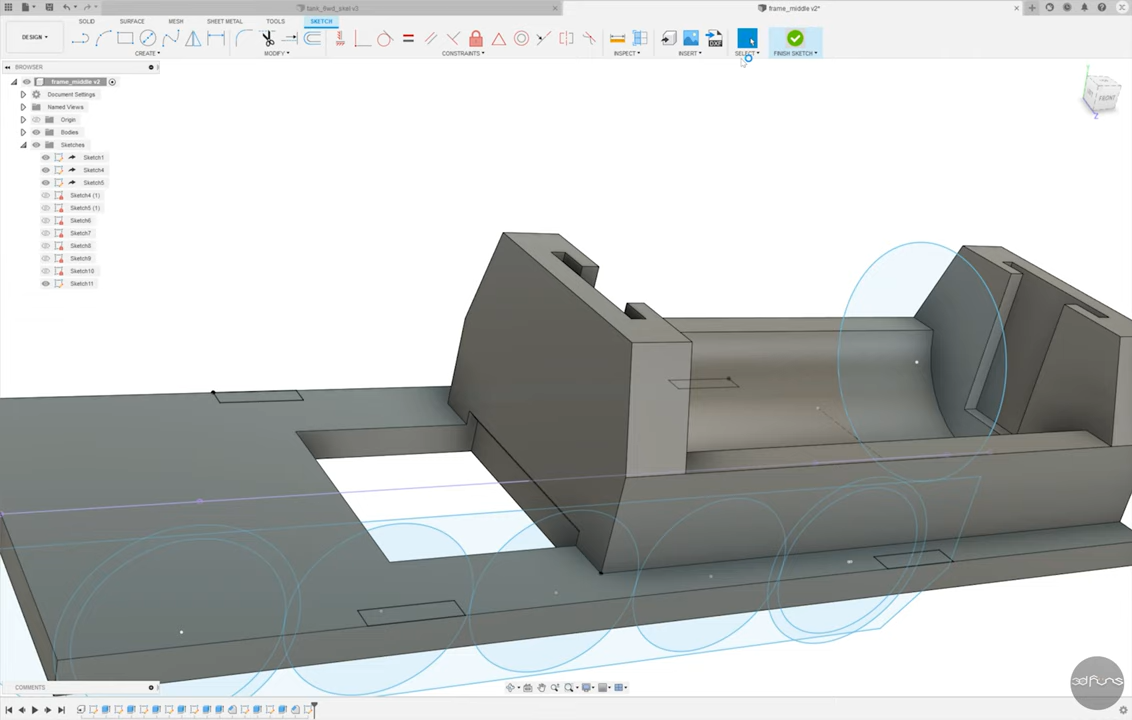 tank_fwd_skel v3
frame_middle v2*
DESIGN
SOLID SURFACE MESH SHEET METAL TOOLS SKETCH
CREATE MODIFY CONSTRAINTS INSPECT INSERT SELECT FINISH SKETCH
BROWSER
frame_middle v2
Document Settings
Named Views
Origin
Bodies
Sketches
Sketch1
Sketch4
Sketch5
Sketch4 (1)
Sketch5 (1)
Sketch6
Sketch7
Sketch8
Sketch9
Sketch10
Sketch11
FRONT
Z
COMMENTS
3dfuns